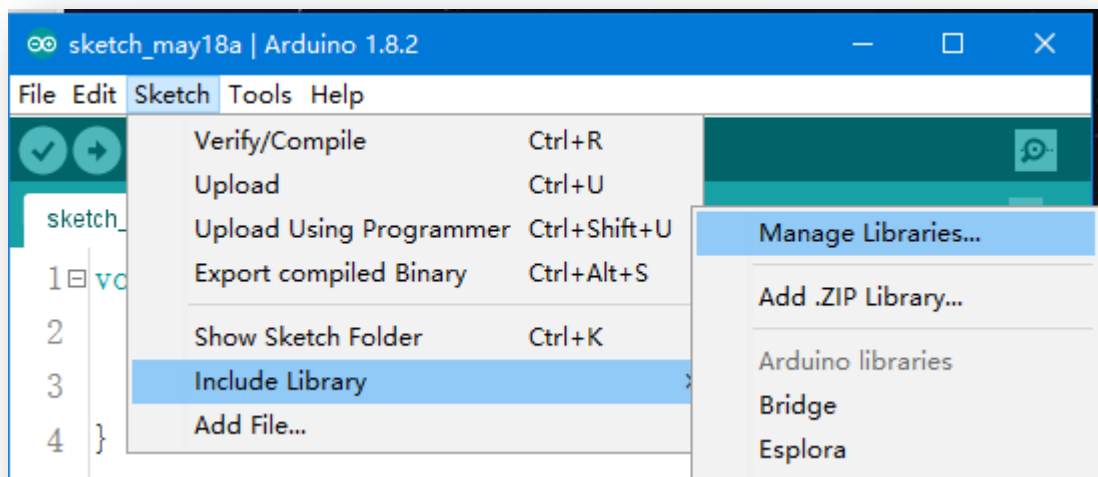 sketch_may18a | Arduino 1.8.2
File Edit Sketch Tools Help
Verify/Compile Ctrl+R
Upload Ctrl+U
Upload Using Programmer Ctrl+Shift+U
Export compiled Binary Ctrl+Alt+S
Show Sketch Folder Ctrl+K
Include Library
Add File...
Manage Libraries...
Add .ZIP Library...
Arduino libraries
Bridge
Esplora
sketch_
1 vo
2
3
4 }